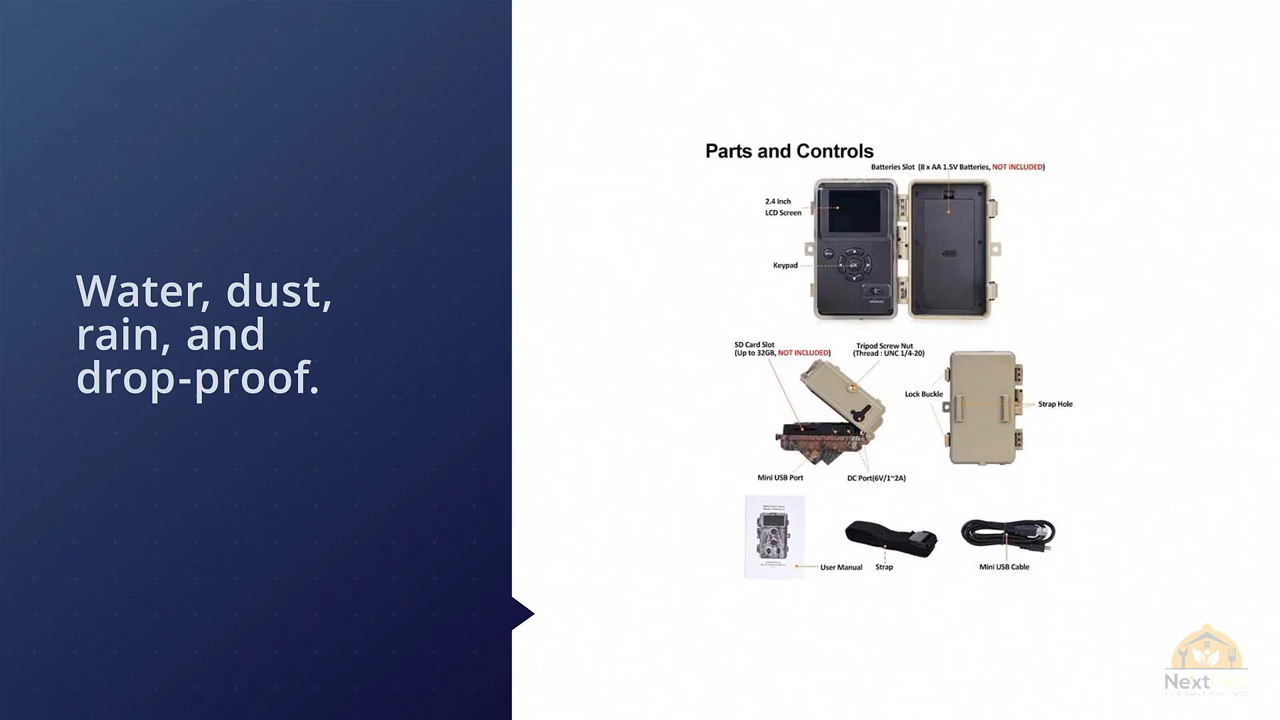 Water, dust,
rain, and
drop-proof.
Parts and Controls
Batteries Slot (8 x AA 1.5V Batteries, NOT INCLUDED)
2.4 Inch
LCD Screen
Keypad
SD Card Slot
(Up to 32GB, NOT INCLUDED)
Tripod Screw Nut
(Thread : UNC 1/4-20)
Lock Buckle
Strap Hole
Mini USB Port
DC Port(6V/1~2A)
User Manual
Strap
Mini USB Cable
Next